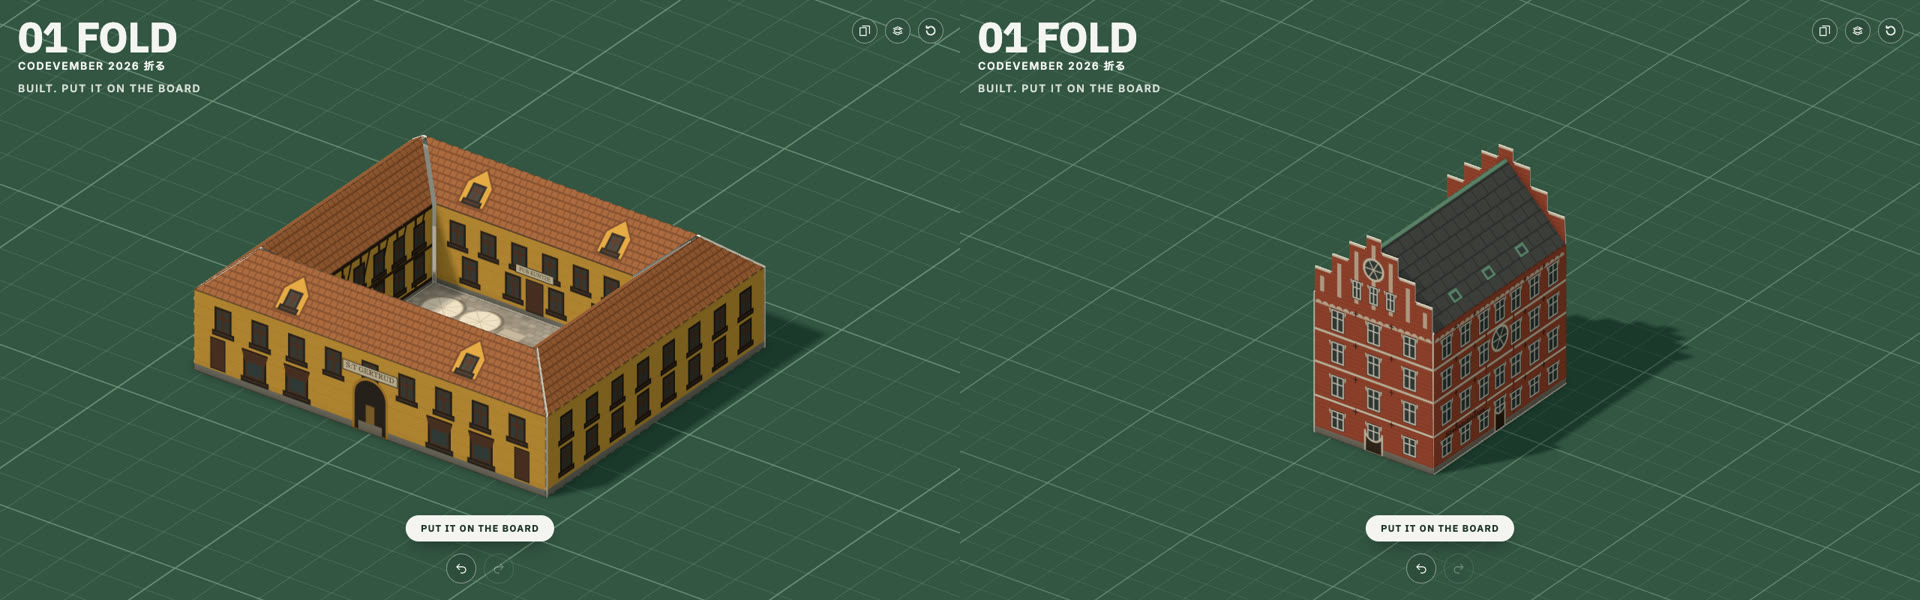 01 FOLD
CODEVEMBER 2026 折る
BUILT. PUT IT ON THE BOARD
S:T GERTRUD
PUT IT ON THE BOARD
01 FOLD
CODEVEMBER 2026 折る
BUILT. PUT IT ON THE BOARD
PUT IT ON THE BOARD